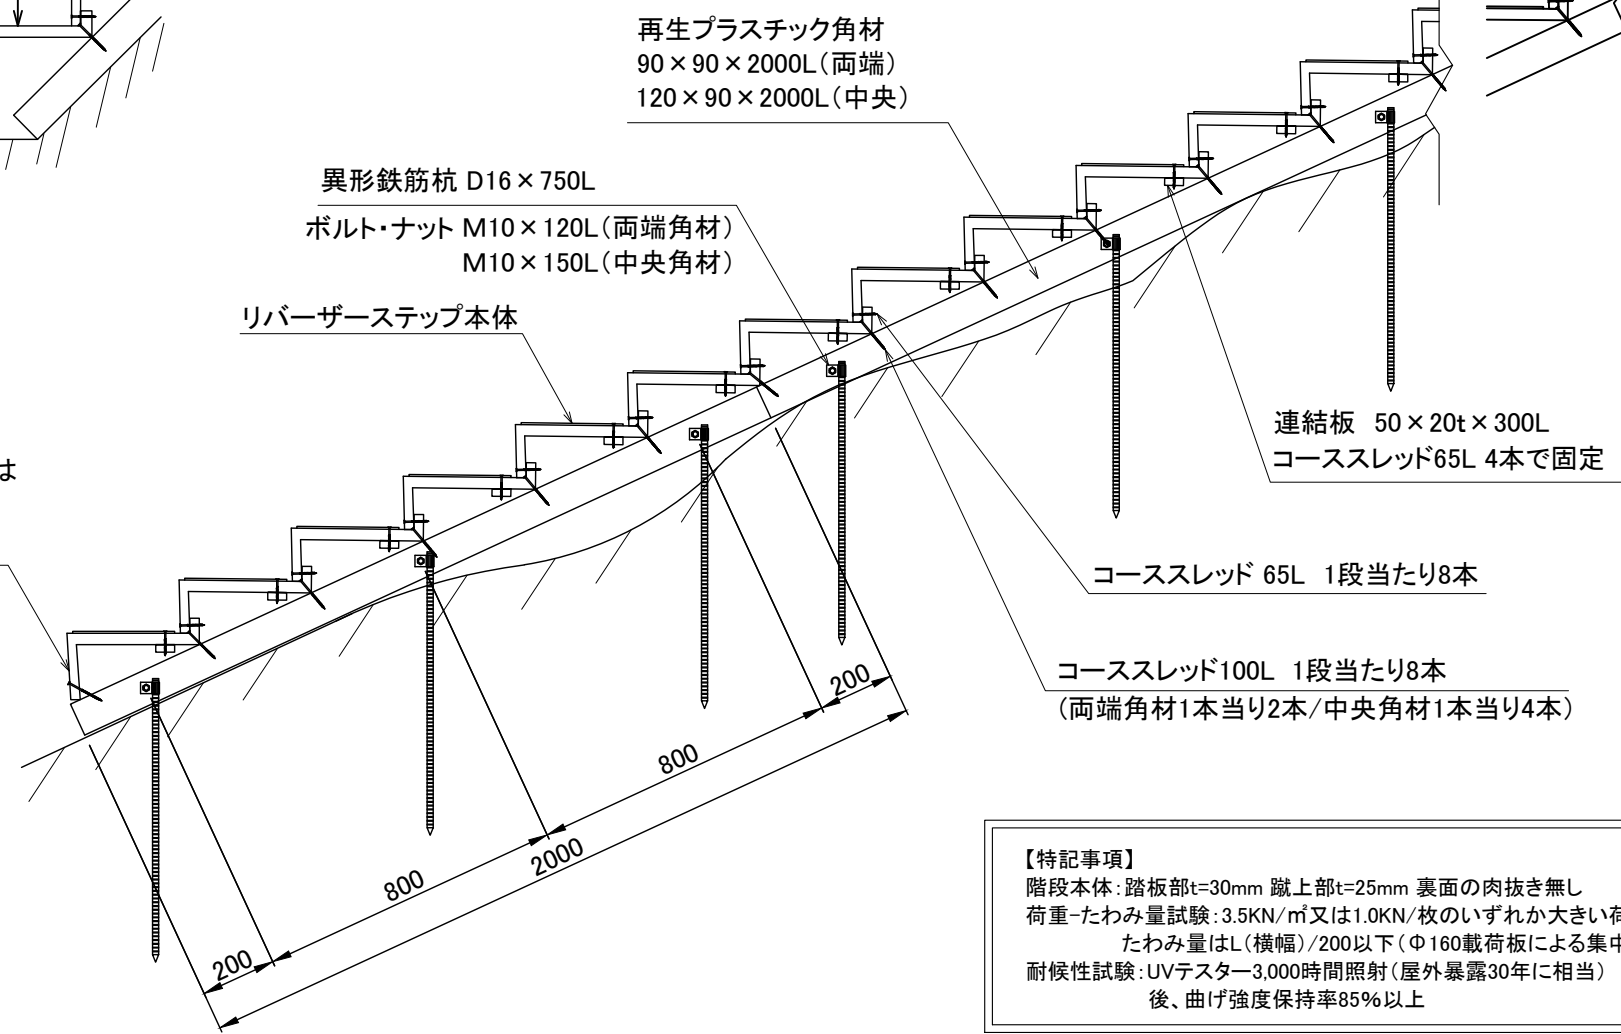 再生プラスチック角材
90×90×2000L(両端)
120×90×2000L(中央)
異形鉄筋杭 D16×750L
ボルト・ナット M10×120L(両端角材)
M10×150L(中央角材)
リバーザーステップ本体
は
連結板 50×20t×300L
コーススレッド65L 4本で固定
コーススレッド 65L 1段当たり8本
コーススレッド100L 1段当たり8本
(両端角材1本当り2本/中央角材1本当り4本)
200
800
800
2000
200
【特記事項】
階段本体:踏板部t=30mm 蹴上部t=25mm 裏面の肉抜き無し
荷重-たわみ量試験:3.5KN/㎡又は1.0KN/枚のいずれか大きい荷
たわみ量はL(横幅)/200以下(Φ160載荷板による集中
耐候性試験:UVテスター3,000時間照射(屋外暴露30年に相当)
後、曲げ強度保持率85%以上